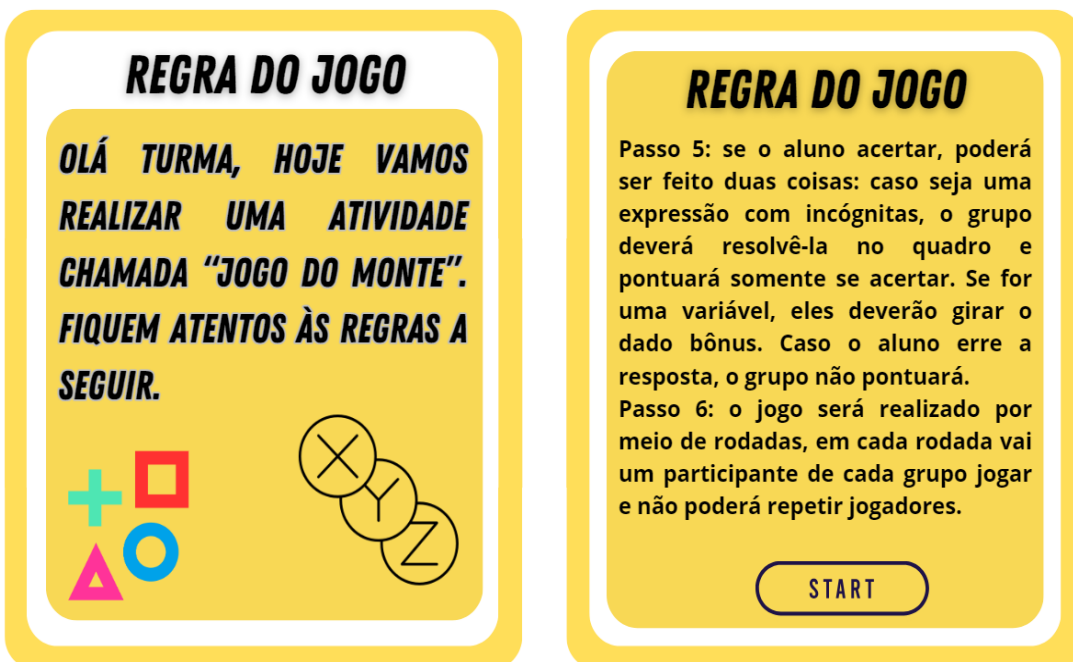 REGRA DO JOGO
OLÁ TURMA, HOJE VAMOS
REALIZAR UMA ATIVIDADE
CHAMADA “JOGO DO MONTE”.
FIQUEM ATENTOS ÀS REGRAS A
SEGUIR.
X
Y
Z
REGRA DO JOGO
Passo 5: se o aluno acertar, poderá
ser feito duas coisas: caso seja uma
expressão com incógnitas, o grupo
deverá resolvê-la no quadro e
pontuará somente se acertar. Se for
uma variável, eles deverão girar o
dado bônus. Caso o aluno erre a
resposta, o grupo não pontuará.
Passo 6: o jogo será realizado por
meio de rodadas, em cada rodada vai
um participante de cada grupo jogar
e não poderá repetir jogadores.
START